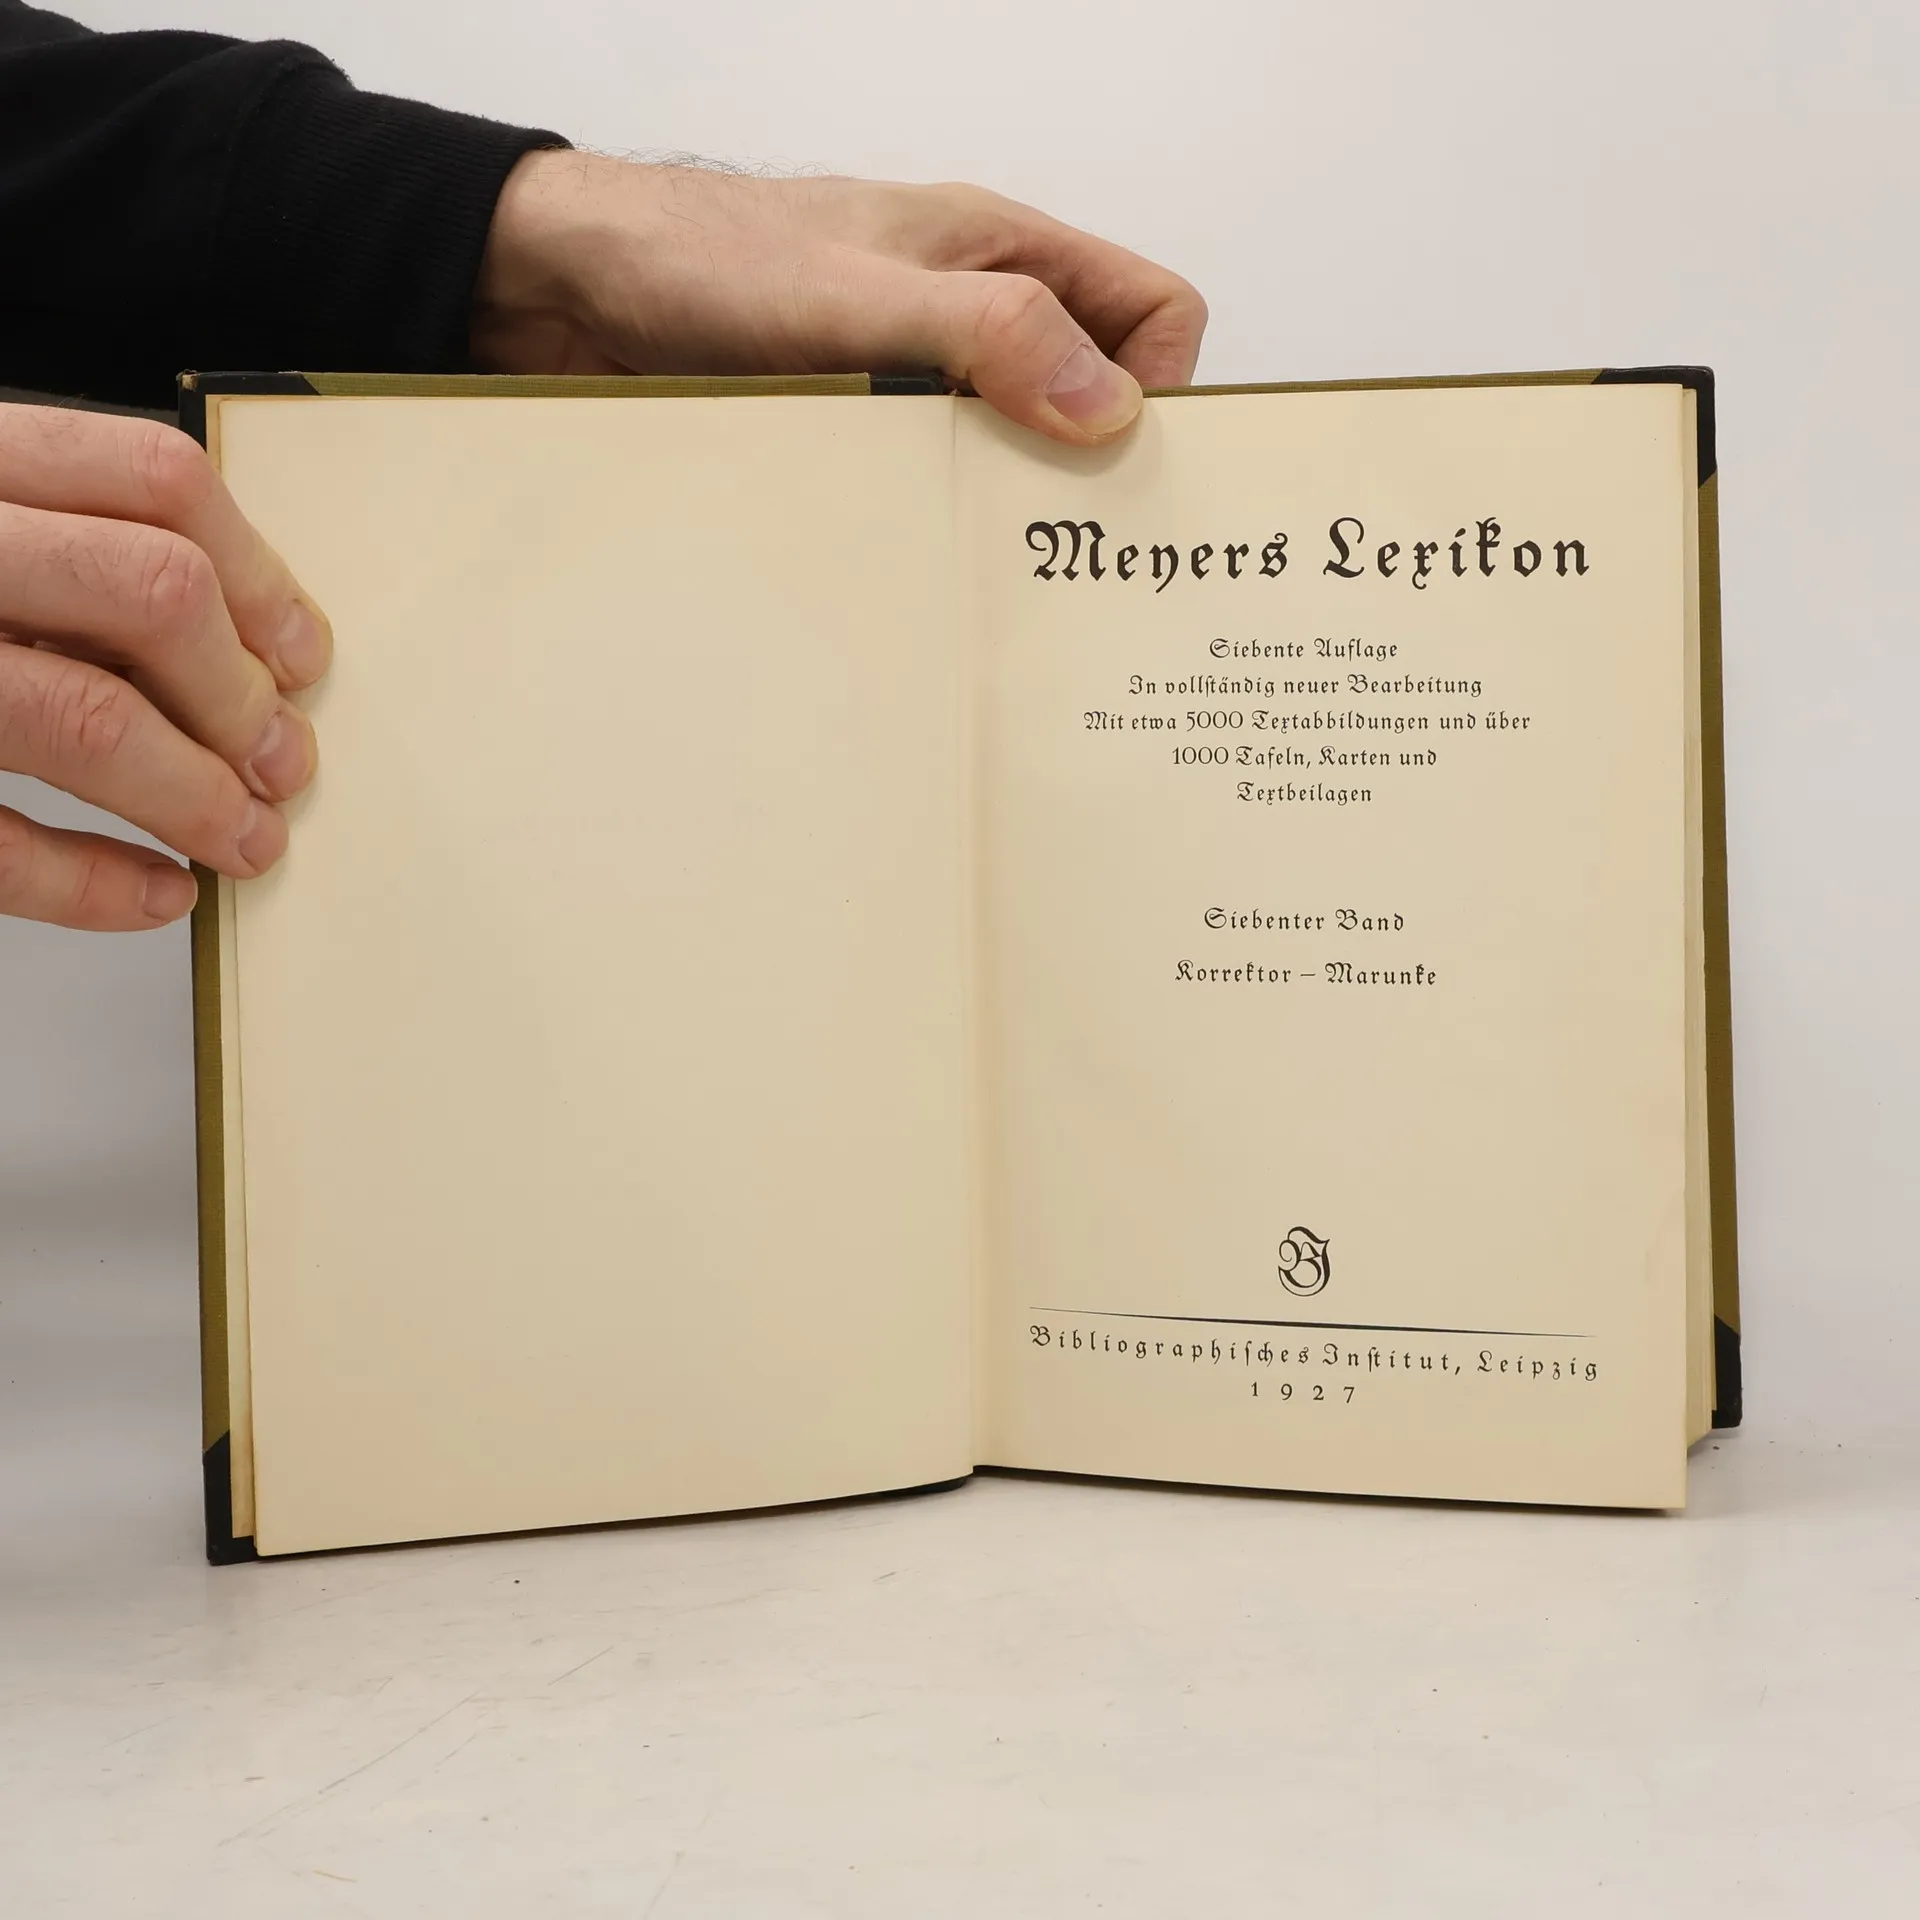 Meyers Lexikon
Siebente Auflage
In vollständig neuer Bearbeitung
Mit etwa 5000 Textabbildungen und über
1000 Tafeln, Karten und
Textbeilagen
Siebenter Band
Korrektor – Marunke
BI
Bibliographisches Institut, Leipzig
1927